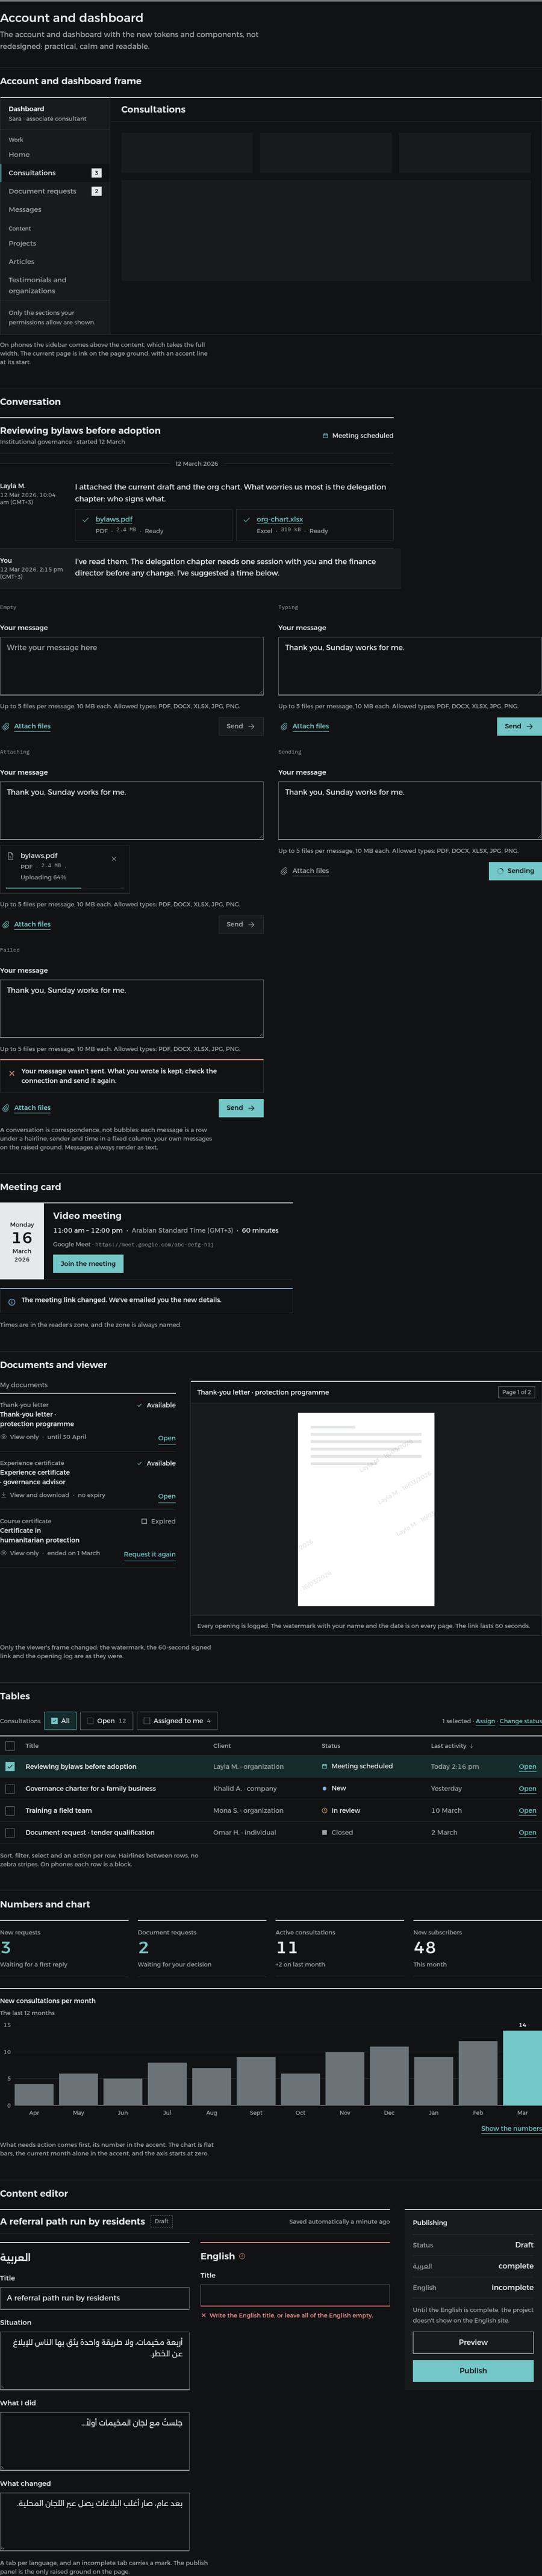 Account and dashboard
The account and dashboard with the new tokens and components, not
redesigned; practical, calm and readable.
Account and dashboard frame
Dashboard
Sara · associate consultant
Work
Home
Consultations 3
Document requests 2
Messages
Content
Projects
Articles
Testimonials and
organizations
Only the sections your
permissions allow are shown.
Consultations
On phones the sidebar comes above the content, which takes the full
width. The current page is ink on the page ground, with an accent line
at its start.
Conversation
Reviewing bylaws before adoption
Institutional governance · started 12 March
Meeting scheduled
12 March 2026
Layla M.
12 Mar 2026, 10:04
am (GMT+3)
I attached the current draft and the org chart. What worries us most is the delegation
chapter: who signs what.
bylaws.pdf
PDF · 2.4 MB · Ready
org-chart.xlsx
Excel · 310 kB · Ready
You
12 Mar 2026, 2:15 pm
(GMT+3)
I've read them. The delegation chapter needs one session with you and the finance
director before any change. I've suggested a time below.
Empty
Your message
Write your message here
Up to 5 files per message, 10 MB each. Allowed types: PDF, DOCX, XLSX, JPG, PNG.
Attach files
Send
Typing
Your message
Thank you, Sunday works for me.
Up to 5 files per message, 10 MB each. Allowed types: PDF, DOCX, XLSX, JPG, PNG.
Attach files
Send
Attaching
Your message
Thank you, Sunday works for me.
bylaws.pdf
PDF · 2.4 MB ·
Uploading 64%
Up to 5 files per message, 10 MB each. Allowed types: PDF, DOCX, XLSX, JPG, PNG.
Attach files
Send
Sending
Your message
Thank you, Sunday works for me.
Up to 5 files per message, 10 MB each. Allowed types: PDF, DOCX, XLSX, JPG, PNG.
Attach files
Sending
Failed
Your message
Thank you, Sunday works for me.
Up to 5 files per message, 10 MB each. Allowed types: PDF, DOCX, XLSX, JPG, PNG.
Your message wasn't sent. What you wrote is kept; check the
connection and send it again.
Attach files
Send
A conversation is correspondence, not bubbles: each message is a row
under a hairline, sender and time in a fixed column, your own messages
on the raised ground. Messages always render as text.
Meeting card
Monday
16
March
2026
Video meeting
11:00 am – 12:00 pm · Arabian Standard Time (GMT+3) · 60 minutes
Google Meet · https://meet.google.com/abc-defg-hij
Join the meeting
The meeting link changed. We've emailed you the new details.
Times are in the reader's zone, and the zone is always named.
Documents and viewer
My documents
Thank-you letter
Available
Thank-you letter ·
protection programme
View only · until 30 April
Open
Experience certificate
Available
Experience certificate
· governance advisor
View and download · no expiry
Open
Course certificate
Expired
Certificate in
humanitarian protection
View only · ended on 1 March
Request it again
Thank-you letter · protection programme
Page 1 of 2
Every opening is logged. The watermark with your name and the date is on every page. The link lasts 60 seconds.
Only the viewer's frame changed: the watermark, the 60-second signed
link and the opening log are as they were.
Tables
Consultations All Open 12 Assigned to me 4
1 selected · Assign · Change status
Title Client Status Last activity ↓
Reviewing bylaws before adoption Layla M. · organization Meeting scheduled Today 2:16 pm Open
Governance charter for a family business Khalid A. · company New Yesterday Open
Training a field team Mona S. · organization In review 10 March Open
Document request · tender qualification Omar H. · individual Closed 2 March Open
Sort, filter, select and an action per row. Hairlines between rows, no
zebra stripes. On phones each row is a block.
Numbers and chart
New requests
3
Waiting for a first reply
Document requests
2
Waiting for your decision
Active consultations
11
+2 on last month
New subscribers
48
This month
New consultations per month
The last 12 months
15
14
10
5
0
Apr May Jun Jul Aug Sept Oct Nov Dec Jan Feb Mar
Show the numbers
What needs action comes first, its number in the accent. The chart is flat
bars, the current month alone in the accent, and the axis starts at zero.
Content editor
A referral path run by residents Draft
Saved automatically a minute ago
العربية
Title
A referral path run by residents
Situation
أربعة مخيمات، ولا طريقة واحدة يثق بها الناس للإبلاغ
عن الخطر.
What I did
جلستُ مع لجان المخيمات أولاً...
What changed
بعد عام، صار أغلب البلاغات يصل عبر اللجان المحلية.
English
Title
Write the English title, or leave all of the English empty.
Publishing
Status Draft
العربية complete
English incomplete
Until the English is complete, the project
doesn't show on the English site.
Preview
Publish
A tab per language, and an incomplete tab carries a mark. The publish
panel is the only raised ground on the page.